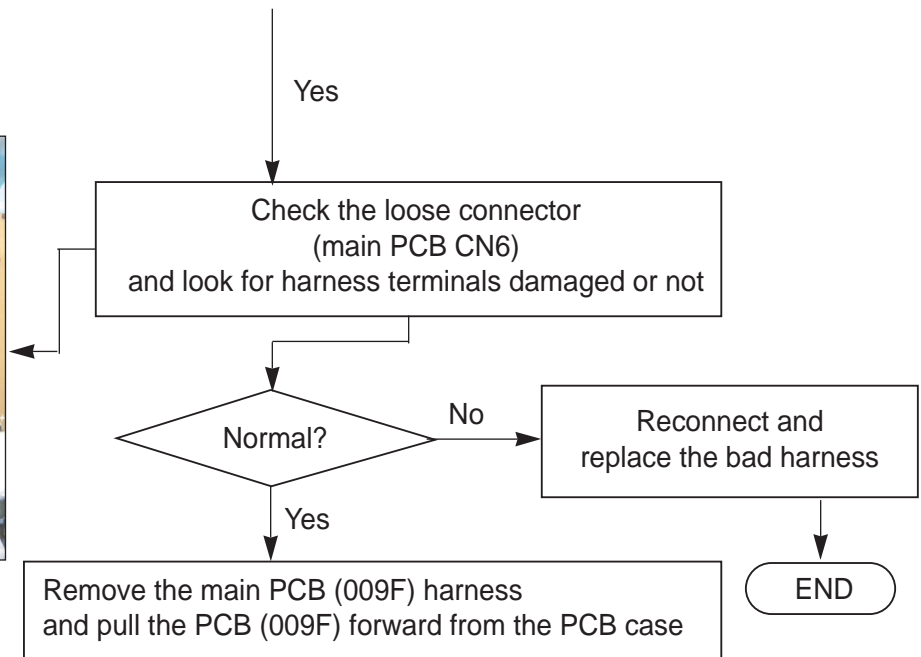 Yes
Check the loose connector
(main PCB CN6)
and look for harness terminals damaged or not
Normal?
No
Reconnect and
replace the bad harness
Yes
END
Remove the main PCB (009F) harness
and pull the PCB (009F) forward from the PCB case